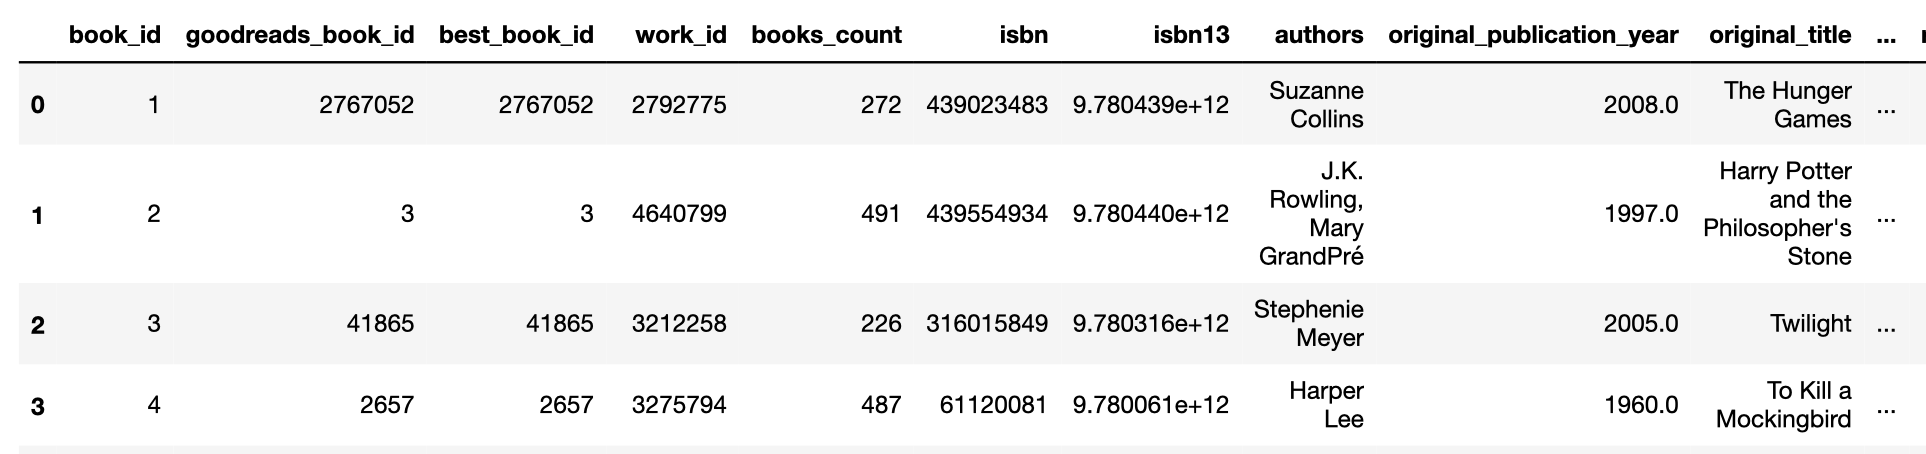 book_id goodreads_book_id best_book_id work_id books_count isbn isbn13 authors original_publication_year original_title ...
0 1 2767052 2767052 2792775 272 439023483 9.780439e+12 Suzanne Collins 2008.0 The Hunger Games ...
1 2 3 3 4640799 491 439554934 9.780440e+12 J.K. Rowling, Mary GrandPré 1997.0 Harry Potter and the Philosopher's Stone ...
2 3 41865 41865 3212258 226 316015849 9.780316e+12 Stephenie Meyer 2005.0 Twilight ...
3 4 2657 2657 3275794 487 61120081 9.780061e+12 Harper Lee 1960.0 To Kill a Mockingbird ...